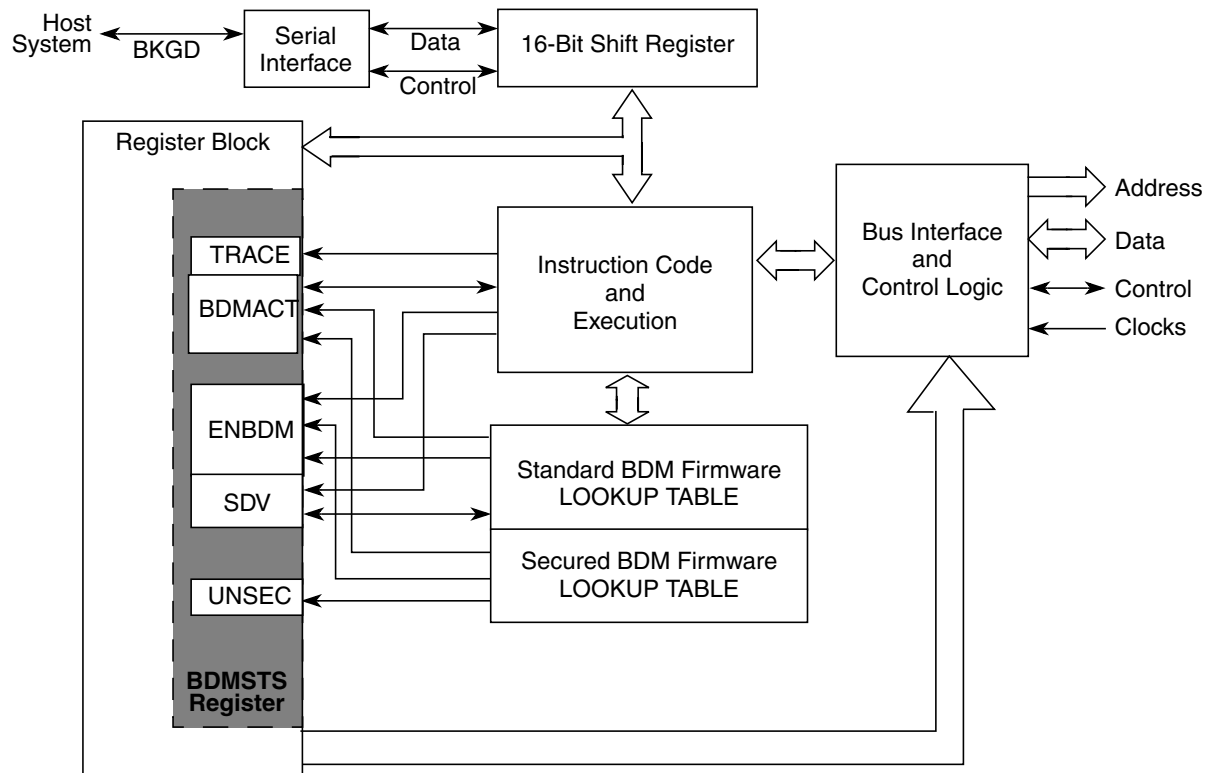 Host
System
BKGD
Serial
Interface
Data
Control
16-Bit Shift Register
Register Block
TRACE
BDMACT
ENBDM
SDV
UNSEC
BDMSTS
Register
Instruction Code
and
Execution
Standard BDM Firmware
LOOKUP TABLE
Secured BDM Firmware
LOOKUP TABLE
Bus Interface
and
Control Logic
Address
Data
Control
Clocks